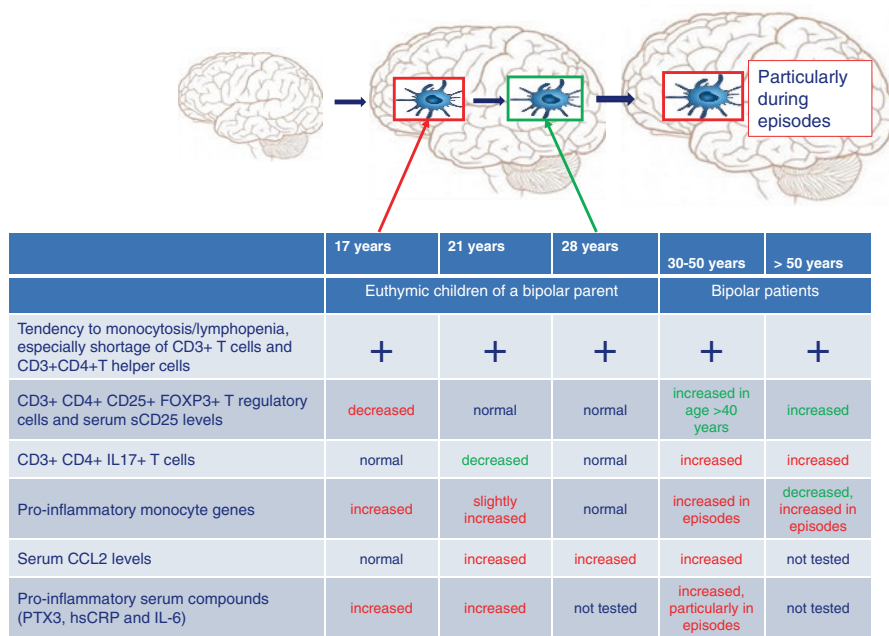 Particularly
during
episodes
17 years
21 years
28 years
30-50 years
> 50 years
Euthymic children of a bipolar parent
Bipolar patients
Tendency to monocytosis/lymphopenia,
especially shortage of CD3+ T cells and
CD3+CD4+T helper cells
+
+
+
+
+
CD3+ CD4+ CD25+ FOXP3+ T regulatory
cells and serum sCD25 levels
decreased
normal
normal
increased in
age >40
years
increased
CD3+ CD4+ IL17+ T cells
normal
decreased
normal
increased
increased
Pro-inflammatory monocyte genes
increased
slightly
increased
normal
increased in
episodes
decreased,
increased in
episodes
Serum CCL2 levels
normal
increased
increased
increased
not tested
Pro-inflammatory serum compounds
(PTX3, hsCRP and IL-6)
increased
increased
not tested
increased,
particularly in
episodes
not tested